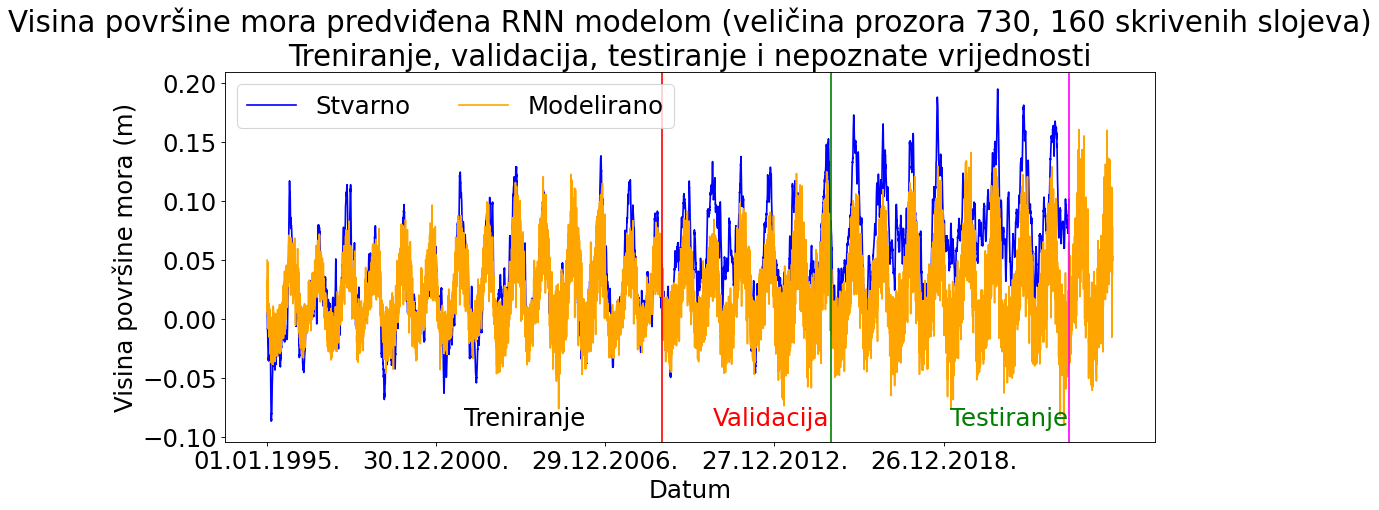 Visina površine mora predviđena RNN modelom (veličina prozora 730, 160 skrivenih slojeva)
Treniranje, validacija, testiranje i nepoznate vrijednosti
Stvarno Modelirano
Visina površine mora (m)
0.20
0.15
0.10
0.05
0.00
−0.05
−0.10
Treniranje Validacija Testiranje
01.01.1995. 30.12.2000. 29.12.2006. 27.12.2012. 26.12.2018.
Datum